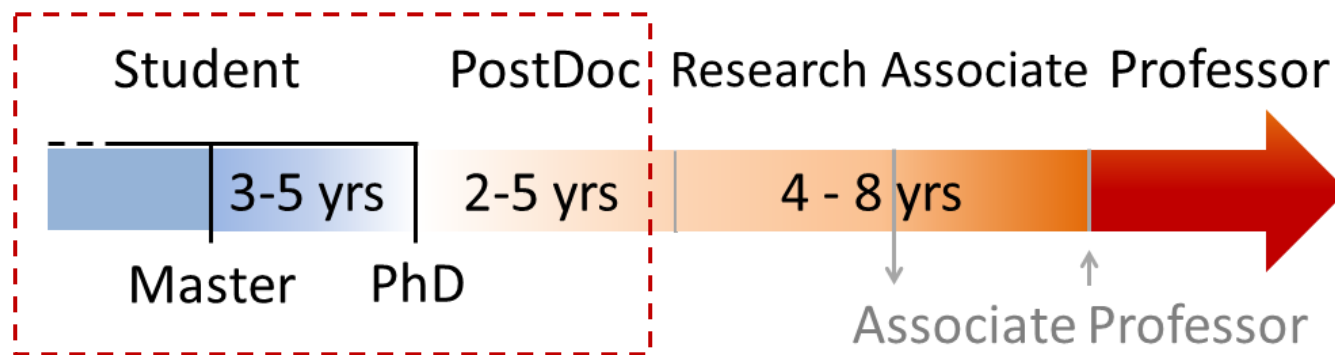 Student PostDoc Research Associate Professor
3-5 yrs 2-5 yrs 4 - 8 yrs
Master PhD
Associate Professor